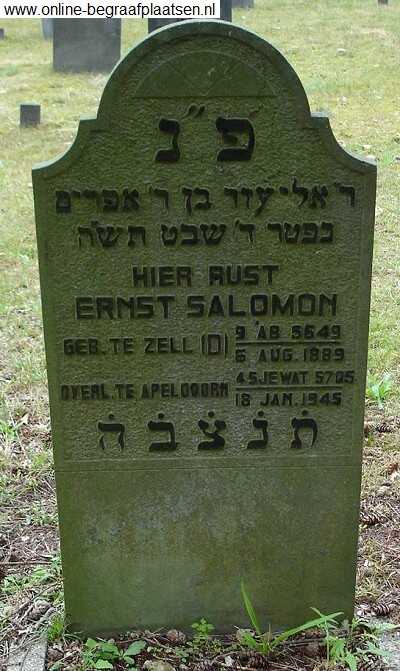 www.online-begraafplaatsen.nl
פ״נ
ר׳ אליעזר בן ר׳ אפרים
נפטר ד׳ שבט תש״ה
HIER RUST
ERNST SALOMON
GEB. TE ZELL (D) 9 'AB 5649
6 AUG. 1889
OVERL. TE APELDOORN 4 SJEWAT 5705
18 JAN. 1945
תנצבה